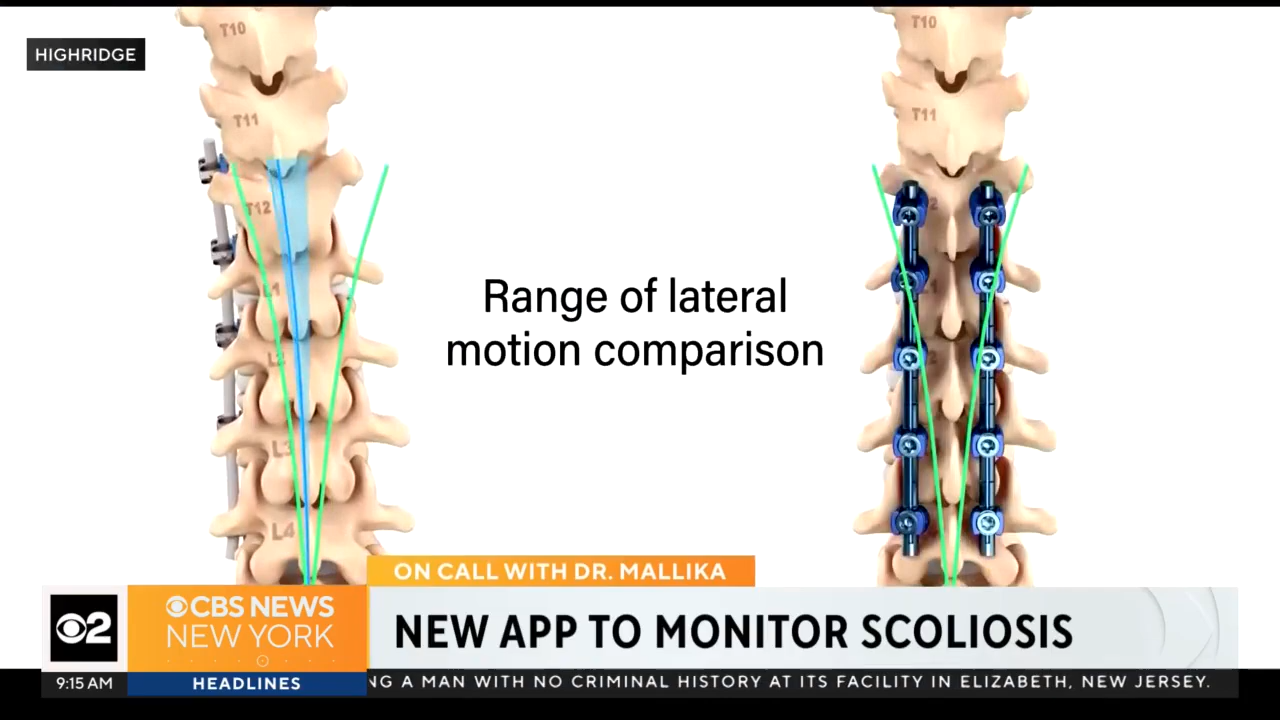 HIGHRIDGE
T10
T11
T12
L1
L2
L3
L4
T10
T11
Range of lateral
motion comparison
ON CALL WITH DR. MALLIKA
2
CBS NEWS
NEW YORK
NEW APP TO MONITOR SCOLIOSIS
9:15 AM
HEADLINES
NG A MAN WITH NO CRIMINAL HISTORY AT ITS FACILITY IN ELIZABETH, NEW JERSEY.